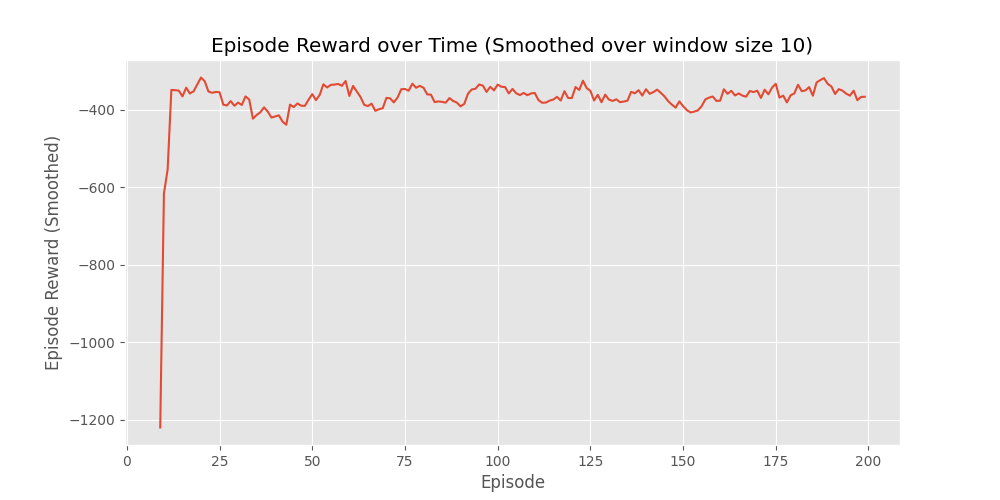 Episode Reward over Time (Smoothed over window size 10)
Episode Reward (Smoothed)
−400
−600
−800
−1000
−1200
0 25 50 75 100 125 150 175 200
Episode